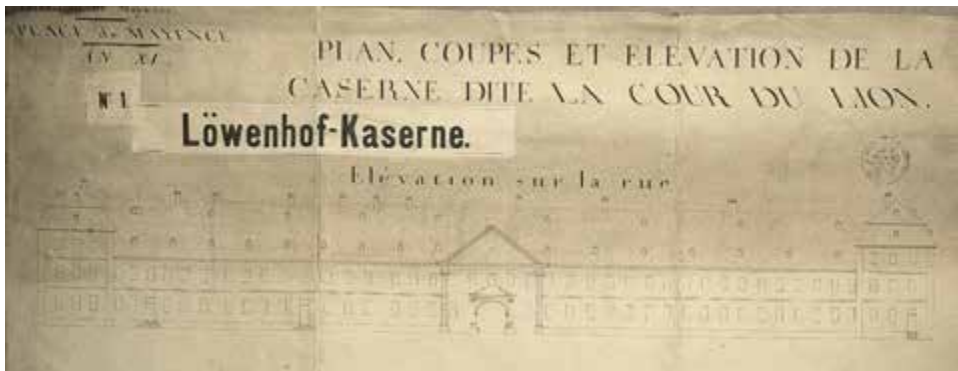 PLACE de MAYENCE
AN XI.
N° 1.
PLAN, COUPES ET ELEVATION DE LA
CASERNE DITE LA COUR DU LION.
Löwenhof-Kaserne.
Elévation sur la rue